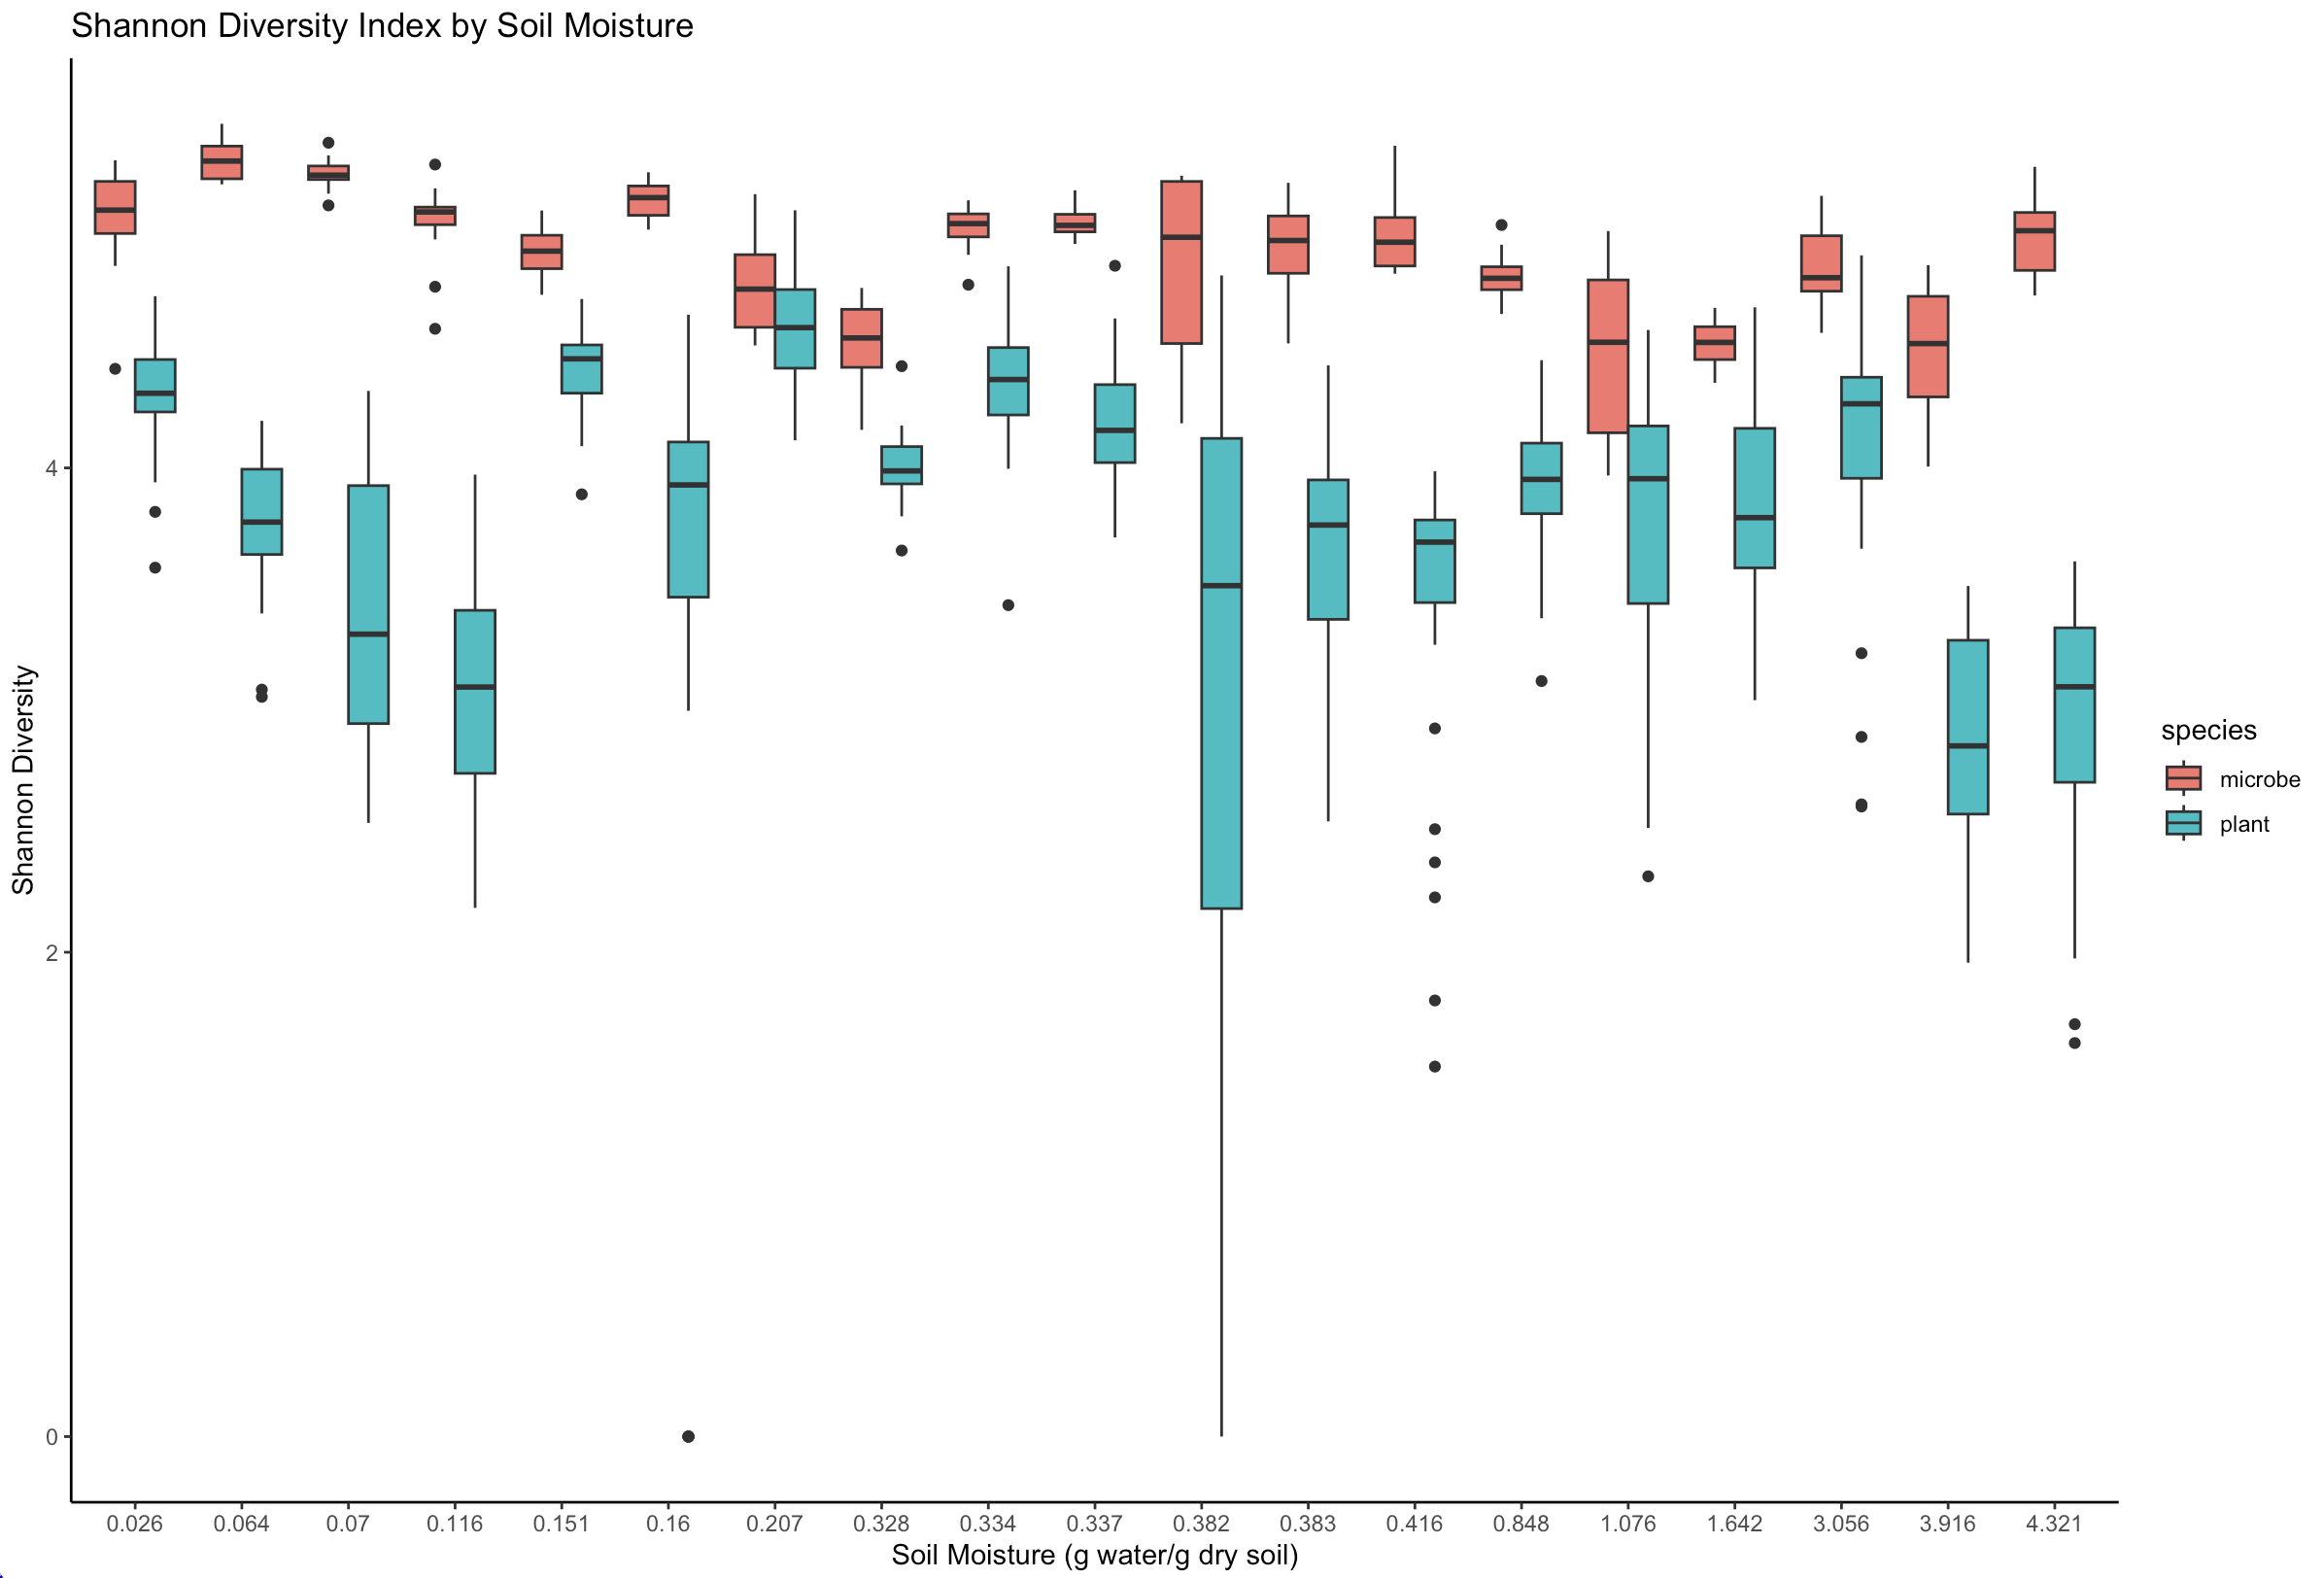 Shannon Diversity Index by Soil Moisture
Shannon Diversity
4
2
0
0.026 0.064 0.07 0.116 0.151 0.16 0.207 0.328 0.334 0.337 0.382 0.383 0.416 0.848 1.076 1.642 3.056 3.916 4.321
Soil Moisture (g water/g dry soil)
species
microbe
plant